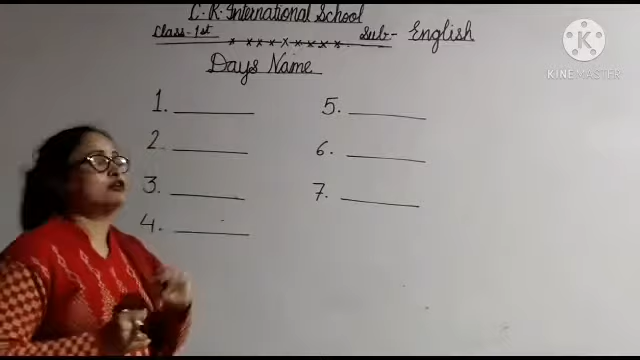 C.K. International School
Class-1st Sub- English
Days Name
1. 5.
2. 6.
3. 7.
4.
K
KINEMASTER